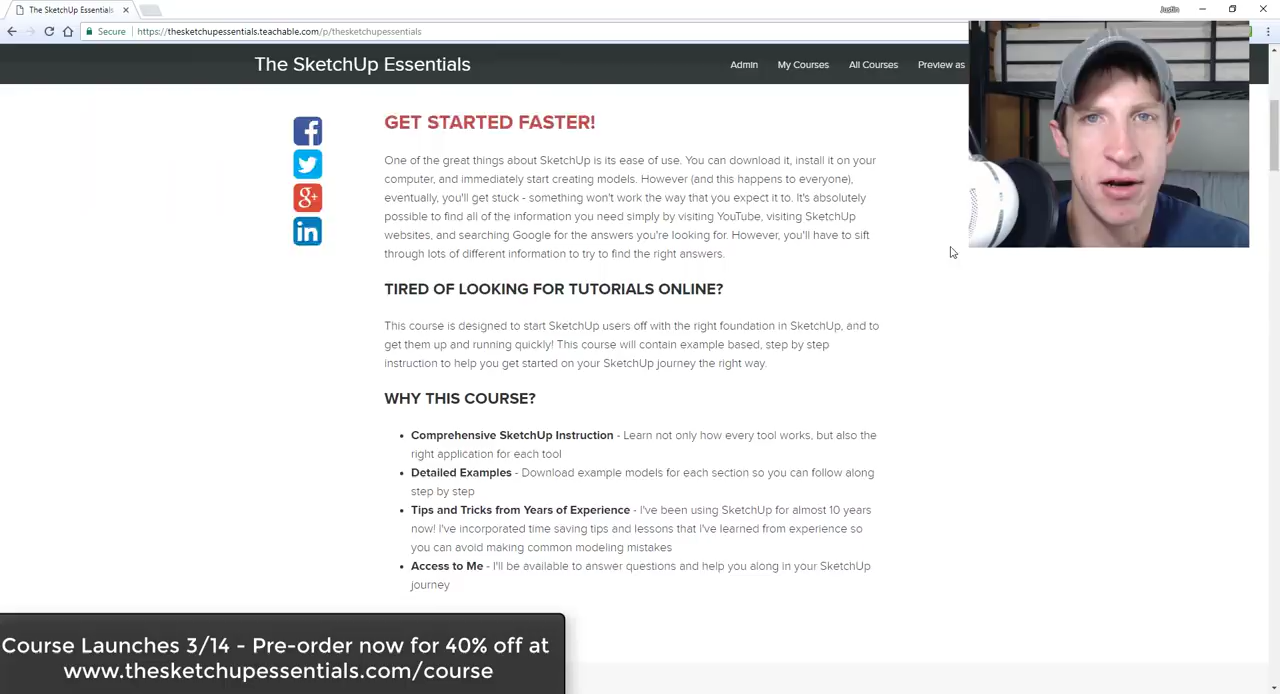 The SketchUp Essentials
Justin
Secure
https://thesketchupessentials.teachable.com/p/thesketchupessentials
The SketchUp Essentials
Admin
My Courses
All Courses
Preview as
GET STARTED FASTER!
One of the great things about SketchUp is its ease of use. You can download it, install it on your
computer, and immediately start creating models. However (and this happens to everyone),
eventually, you'll get stuck - something won't work the way that you expect it to. It's absolutely
possible to find all of the information you need simply by visiting YouTube, visiting SketchUp
websites, and searching Google for the answers you're looking for. However, you'll have to sift
through lots of different information to try to find the right answers.
TIRED OF LOOKING FOR TUTORIALS ONLINE?
This course is designed to start SketchUp users off with the right foundation in SketchUp, and to
get them up and running quickly! This course will contain example based, step by step
instruction to help you get started on your SketchUp journey the right way.
WHY THIS COURSE?
• Comprehensive SketchUp Instruction - Learn not only how every tool works, but also the
right application for each tool
• Detailed Examples - Download example models for each section so you can follow along
step by step
• Tips and Tricks from Years of Experience - I've been using SketchUp for almost 10 years
now! I've incorporated time saving tips and lessons that I've learned from experience so
you can avoid making common modeling mistakes
• Access to Me - I'll be available to answer questions and help you along in your SketchUp
journey
Course Launches 3/14 - Pre-order now for 40% off at
www.thesketchupessentials.com/course